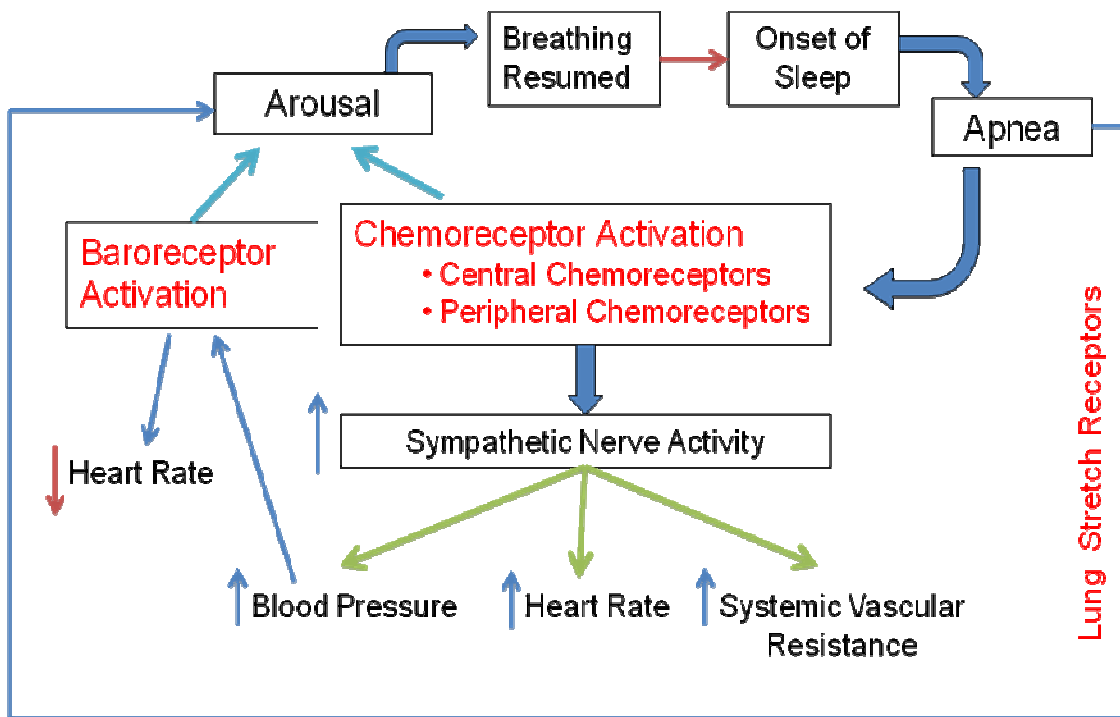 Breathing
Resumed
Onset of
Sleep
Arousal
Apnea
Baroreceptor
Activation
Chemoreceptor Activation
• Central Chemoreceptors
• Peripheral Chemoreceptors
Sympathetic Nerve Activity
Heart Rate
Blood Pressure
Heart Rate
Systemic Vascular
Resistance
Lung Stretch Receptors